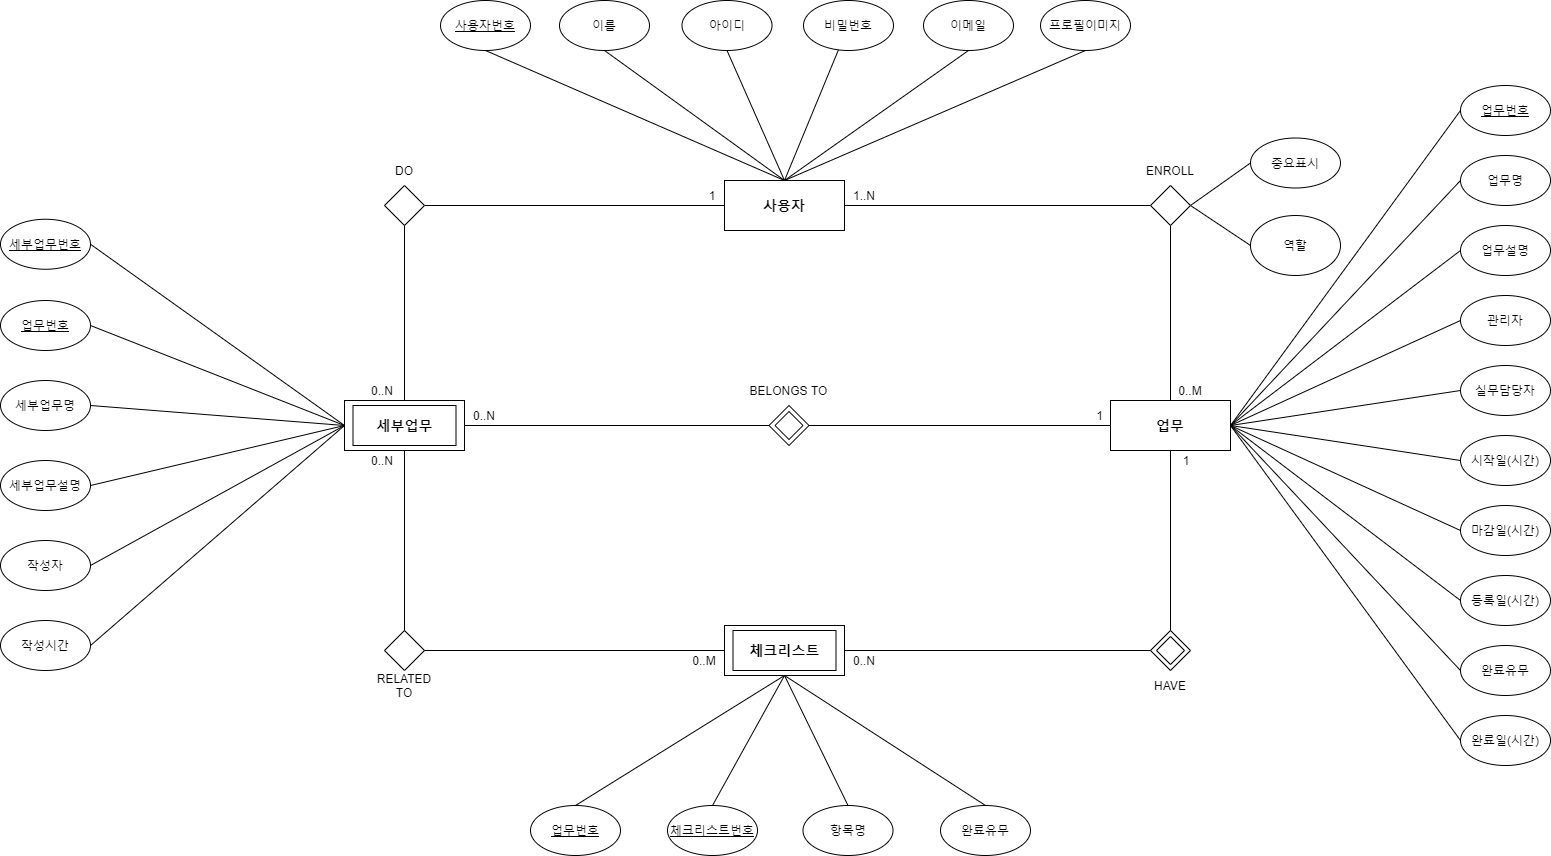 사용자번호
이름
아이디
비밀번호
이메일
프로필이미지
업무번호
중요표시
DO
ENROLL
업무명
1
사용자
1..N
세부업무번호
역할
업무설명
업무번호
관리자
0..N
BELONGS TO
0..M
실무담당자
세부업무명
0..N
1
세부업무
업무
0..N
1
시작일(시간)
세부업무설명
마감일(시간)
작성자
등록일(시간)
작성시간
체크리스트
0..M
0..N
RELATED
TO
HAVE
완료유무
완료일(시간)
업무번호
체크리스트번호
항목명
완료유무